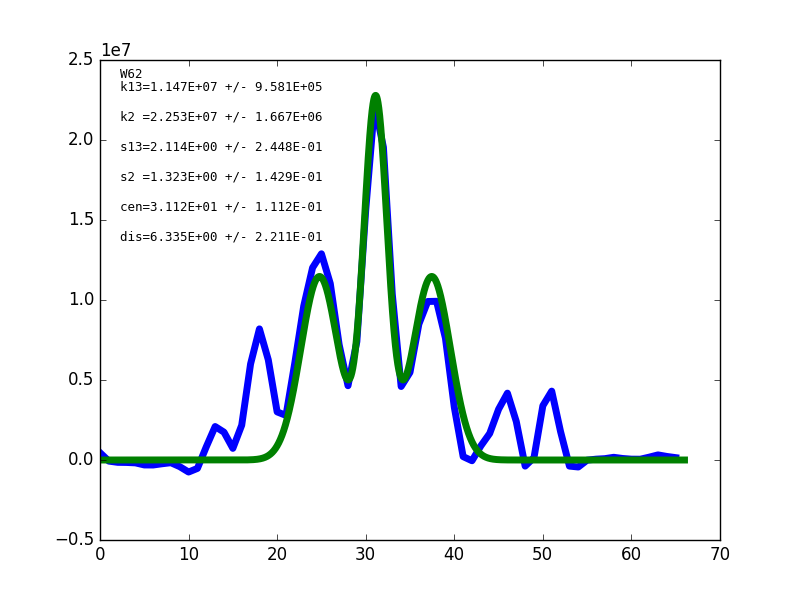 1e7
W62
k13=1.147E+07 +/- 9.581E+05
k2 =2.253E+07 +/- 1.667E+06
s13=2.114E+00 +/- 2.448E-01
s2 =1.323E+00 +/- 1.429E-01
cen=3.112E+01 +/- 1.112E-01
dis=6.335E+00 +/- 2.211E-01
2.5
2.0
1.5
1.0
0.5
0.0
−0.5
0 10 20 30 40 50 60 70